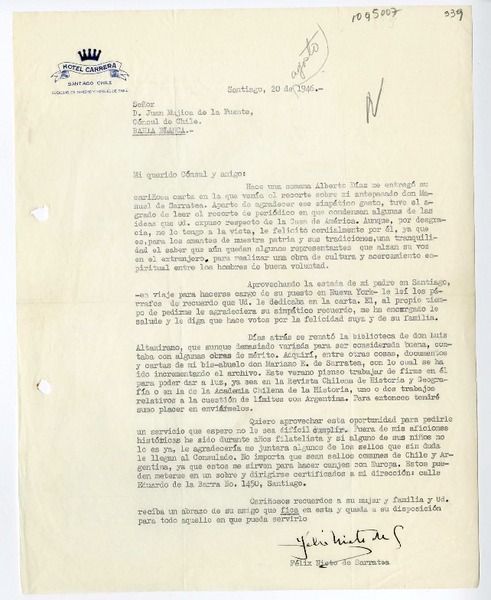 1095007
339
HOTEL CARRERA
SANTIAGO CHILE
agosto
Santiago, 20 de 1946.-
Señor
D. Juan Mujica de la Fuente,
Cónsul de Chile.
BAHIA BLANCA.-
Mi querido Cónsul y amigo:
Hace una semana Alberto Díaz me entregó su
cariñosa carta en la que venía el recorte sobre mi antepasado don Ma-
nuel de Sarratea. Aparte de agradecer ese simpático gesto, tuve el a-
grado de leer el recorte de periódico en que condensan algunas de las
ideas que Ud. expuso respecto de la Casa de América. Aunque, por desgra-
cia, no lo tengo a la vista, le felicito cordialmente por él, ya que
es, para los amantes de nuestra patria y sus tradiciones, una tranquili-
dad el saber que aún quedan algunos representantes que alzan su voz
en el extranjero, para realizar una obra de cultura y acercamiento es-
piritual entre los hombres de buena voluntad.
Aprovechando la estada de mi padre en Santiago,
-en viaje para hacerse cargo de su puesto en Nueva York- le leí los pá-
rrafos de recuerdo que Ud. le dedicaba en la carta. El, al propio tiem-
po de pedirme le agradeciera su simpático recuerdo, me ha encargado le
salude y le diga que hace votos por la felicidad suya y de su familia.
Días atrás se remató la biblioteca de don Luis
Altamirano, que aunque demasiado variada para ser considerada buena, con-
taba con algunas obras de mérito. Adquirí, entre otras cosas, documentos
y cartas de mi bis-abuelo don Mariano E. de Sarratea, con lo cual se ha
ido incrementando el archivo. Este verano pienso trabajar de firme en él
para poder dar a luz, ya sea en la Revista Chilena de Historia y Geogra-
fía o en la de la Academia Chilena de la Historia, uno o dos trabajos
relativos a la cuestión de límites con Argentina. Para entonces tendré
sumo placer en enviárselos.
Quiero aprovechar esta oportunidad para pedirle
un servicio que espero no le sea difícil cumplir. Fuera de mis aficiones
históricas he sido durante años filatelista y si alguno de sus niños no
lo es ya, le agradecería me juntara algunos de los sellos que sin duda
le llegan al Consulado. No importa que sean sellos comunes de Chile y Ar-
gentina, ya que estos me sirven para hacer canjes con Europa. Estos pue-
den meterse en un sobre y dirigirse certificados a mi dirección: calle
Eduardo de la Barra No. 1450, Santiago.
Cariñosos recuerdos a su mujer y familia y Ud.
reciba un abrazo de su amigo que fica en esta y queda a su disposición
para todo aquello en que pueda servirlo
Félix Nieto de S
Félix Nieto de Sarratea